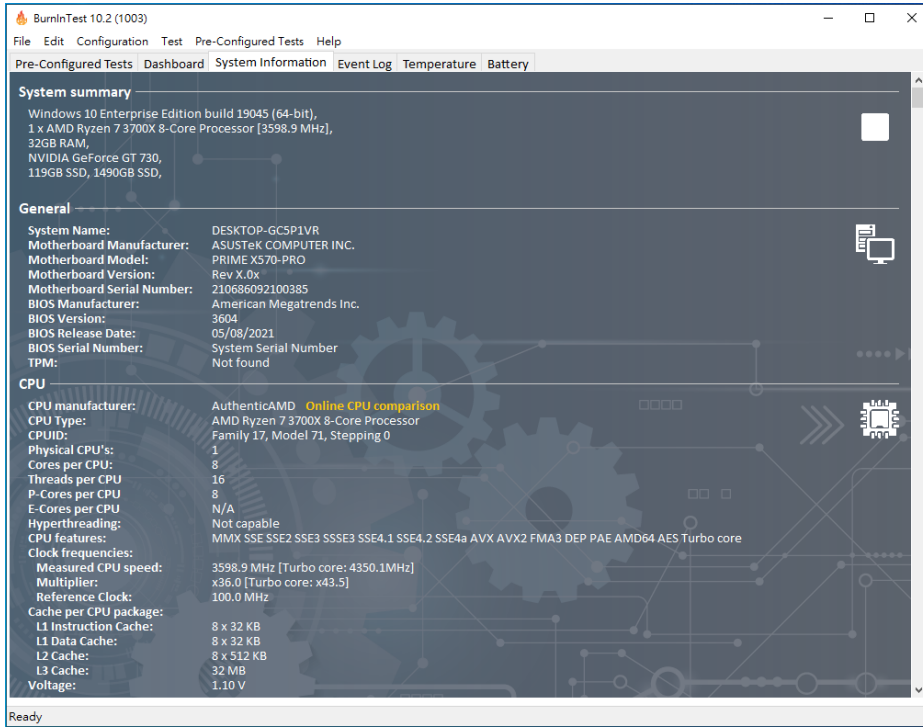 BurnInTest 10.2 (1003)
File Edit Configuration Test Pre-Configured Tests Help
Pre-Configured Tests Dashboard System Information Event Log Temperature Battery
System summary
Windows 10 Enterprise Edition build 19045 (64-bit),
1 x AMD Ryzen 7 3700X 8-Core Processor [3598.9 MHz],
32GB RAM,
NVIDIA GeForce GT 730,
119GB SSD, 1490GB SSD,
General
System Name: DESKTOP-GC5P1VR
Motherboard Manufacturer: ASUSTeK COMPUTER INC.
Motherboard Model: PRIME X570-PRO
Motherboard Version: Rev X.0x
Motherboard Serial Number: 210686092100385
BIOS Manufacturer: American Megatrends Inc.
BIOS Version: 3604
BIOS Release Date: 05/08/2021
BIOS Serial Number: System Serial Number
TPM: Not found
CPU
CPU manufacturer: AuthenticAMD Online CPU comparison
CPU Type: AMD Ryzen 7 3700X 8-Core Processor
CPUID: Family 17, Model 71, Stepping 0
Physical CPU's: 1
Cores per CPU: 8
Threads per CPU 16
P-Cores per CPU 8
E-Cores per CPU N/A
Hyperthreading: Not capable
CPU features: MMX SSE SSE2 SSE3 SSSE3 SSE4.1 SSE4.2 SSE4a AVX AVX2 FMA3 DEP PAE AMD64 AES Turbo core
Clock frequencies:
Measured CPU speed: 3598.9 MHz [Turbo core: 4350.1MHz]
Multiplier: x36.0 [Turbo core: x43.5]
Reference Clock: 100.0 MHz
Cache per CPU package:
L1 Instruction Cache: 8 x 32 KB
L1 Data Cache: 8 x 32 KB
L2 Cache: 8 x 512 KB
L3 Cache: 32 MB
Voltage: 1.10 V
Ready